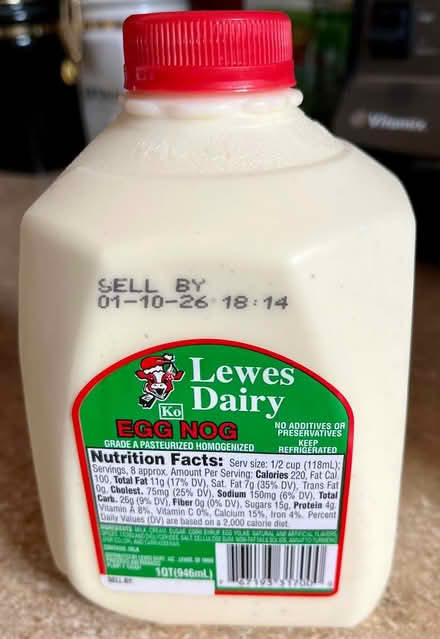 Vitamix
SELL BY
01-10-26 18:14
Lewes
Dairy
Ko
EGG NOG
GRADE A PASTEURIZED HOMOGENIZED
NO ADDITIVES OR
PRESERVATIVES
KEEP
REFRIGERATED
Nutrition Facts: Serv size: 1/2 cup (118mL);
Servings, 8 approx. Amount Per Serving: Calories 220, Fat Cal
100, Total Fat 11g (17% DV), Sat. Fat 7g (35% DV), Trans Fat
0g, Cholest. 75mg (25% DV), Sodium 150mg (6% DV), Total
Carb. 26g (9% DV), Fiber 0g (0% DV), Sugars 15g, Protein 4g,
Vitamin A 8%, Vitamin C 0%, Calcium 15%, Iron 4%. Percent
Daily Values (DV) are based on a 2,000 calorie diet.
CONTAINS: MILK
1QT(946mL)
SELL BY: